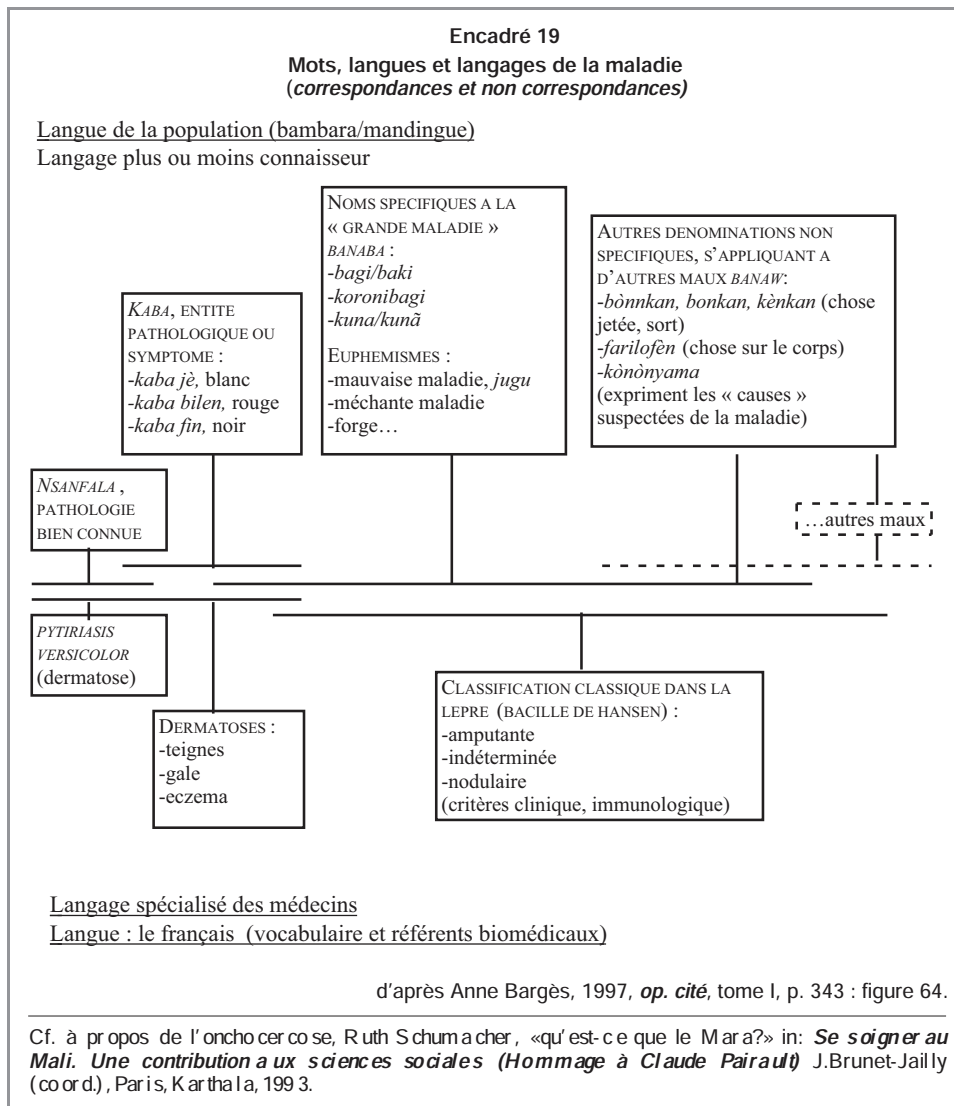 Encadré 19
Mots, langues et langages de la maladie
(correspondances et non correspondances)
Langue de la population (bambara/mandingue)
Langage plus ou moins connaisseur
NOMS SPECIFIQUES A LA
« GRANDE MALADIE »
BANABA :
-bagi/baki
-koronibagi
-kuna/kunã
EUPHEMISMES :
-mauvaise maladie, jugu
-méchante maladie
-forge…
AUTRES DENOMINATIONS NON
SPECIFIQUES, S'APPLIQUANT A
D'AUTRES MAUX BANAW:
-bònnkan, bonkan, kènkan (chose
jetée, sort)
-farilofèn (chose sur le corps)
-kònònyama
(expriment les « causes »
suspectées de la maladie)
KABA, ENTITE
PATHOLOGIQUE OU
SYMPTOME :
-kaba jè, blanc
-kaba bilen, rouge
-kaba fin, noir
NSANFALA ,
PATHOLOGIE
BIEN CONNUE
…autres maux
PYTIRIASIS
VERSICOLOR
(dermatose)
DERMATOSES :
-teignes
-gale
-eczema
CLASSIFICATION CLASSIQUE DANS LA
LEPRE (BACILLE DE HANSEN) :
-amputante
-indéterminée
-nodulaire
(critères clinique, immunologique)
Langage spécialisé des médecins
Langue : le français (vocabulaire et référents biomédicaux)
d'après Anne Bargès, 1997, op. cité, tome I, p. 343 : figure 64.
Cf. à propos de l'onchocercose, Ruth Schumacher, «qu'est-ce que le Mara?» in: Se soigner au
Mali. Une contribution aux sciences sociales (Hommage à Claude Pairault) J.Brunet-Jailly
(coord.), Paris, Karthala, 1993.